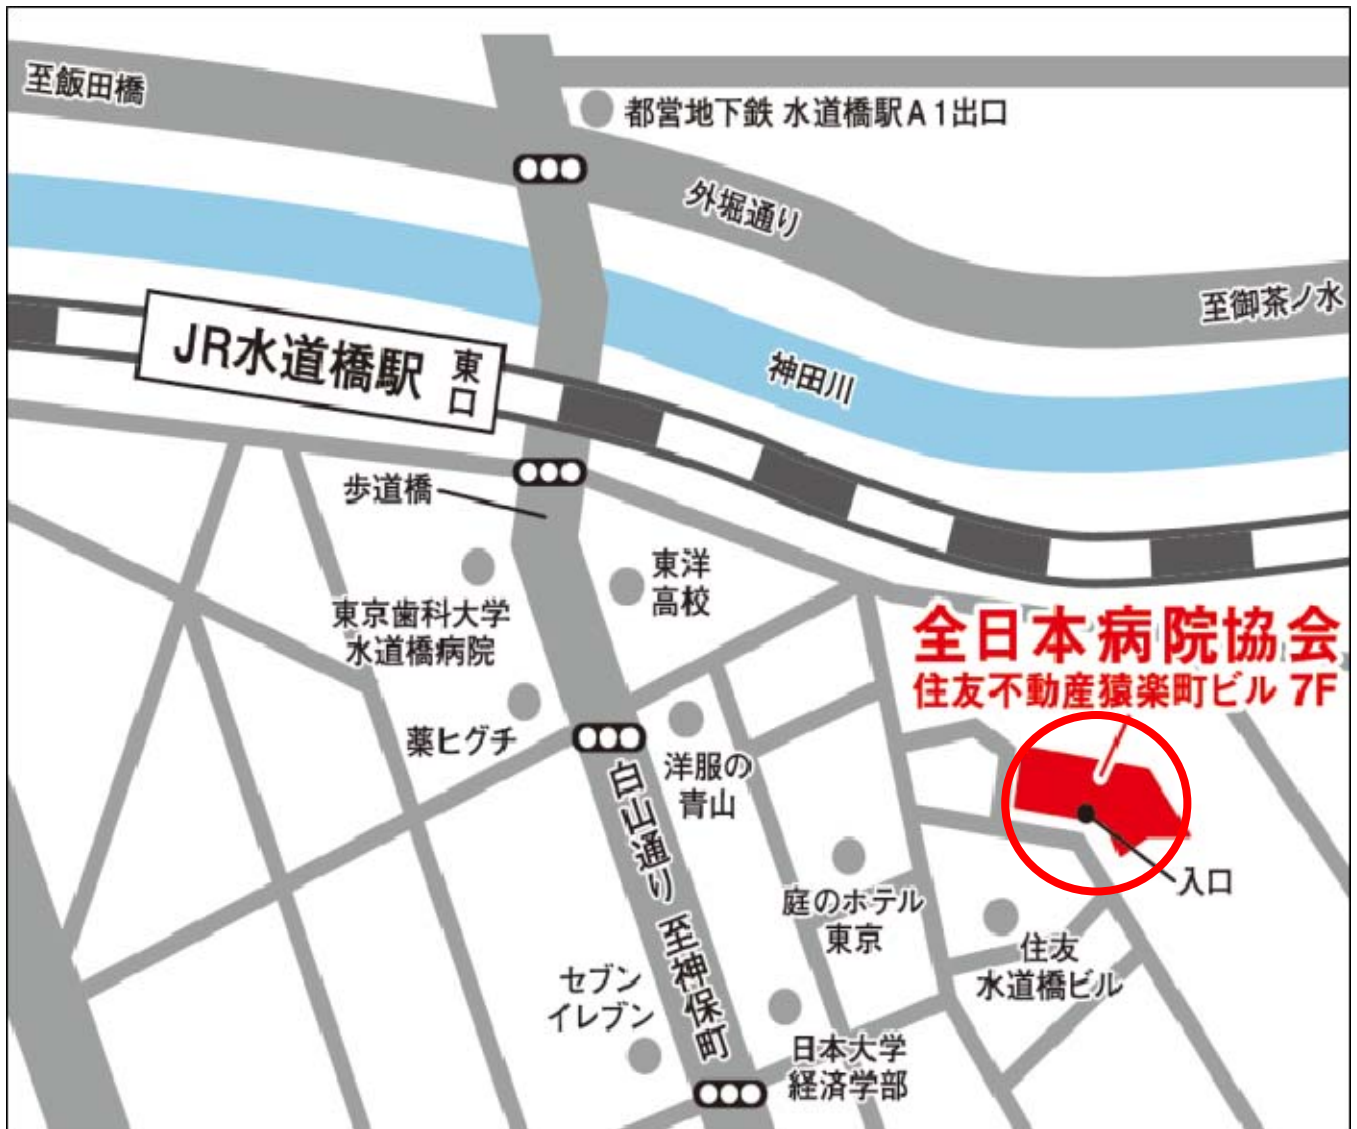 至飯田橋
都営地下鉄 水道橋駅A1出口
外堀通り
至御茶ノ水
神田川
JR水道橋駅
東口
歩道橋
東洋
高校
東京歯科大学
水道橋病院
全日本病院協会
住友不動産猿楽町ビル 7F
薬ヒグチ
洋服の
青山
白山通り 至神保町
入口
庭のホテル
東京
住友
水道橋ビル
セブン
イレブン
日本大学
経済学部